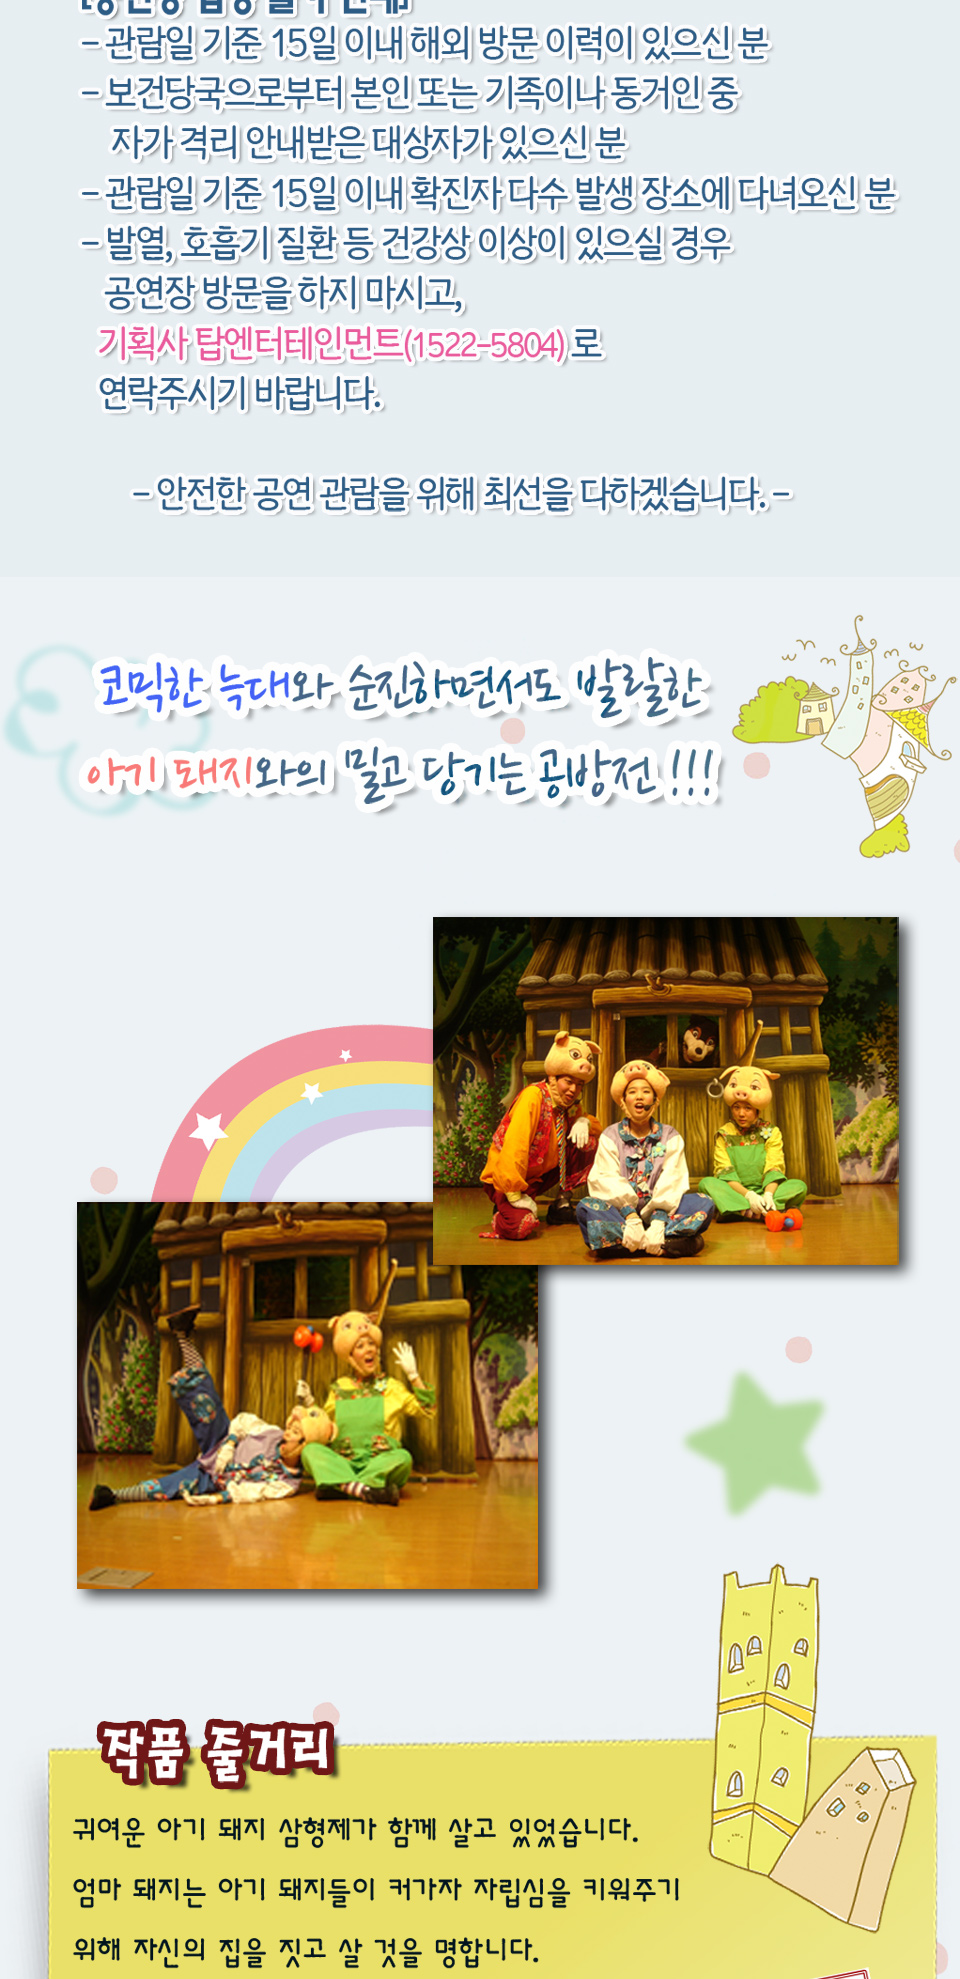 - 관람일 기준 15일 이내 해외 방문 이력이 있으신 분
- 보건당국으로부터 본인 또는 기족이나 동거인 중
자가 격리 안내받은 대상자가 있으신 분
- 관람일 기준 15일 이내 확진자 다수 발생 장소에 다녀오신 분
- 발열, 호흡기 질환 등 건강상 이상이 있으실 경우
공연장 방문을 하지 마시고,
기획사 탑엔터테인먼트(1522-5804) 로
연락주시기 바랍니다.
- 안전한 공연 관람을 위해 최선을 다하겠습니다. -
코믹한 늑대와 순진하면서도 발랄한
아기 돼지와의 밀고 당기는 공방전 !!!
작품 줄거리
귀여운 아기 돼지 삼형제가 함께 살고 있었습니다.
엄마 돼지는 아기 돼지들이 커가자 자립심을 키워주기
위해 자신의 집을 짓고 살 것을 명합니다.